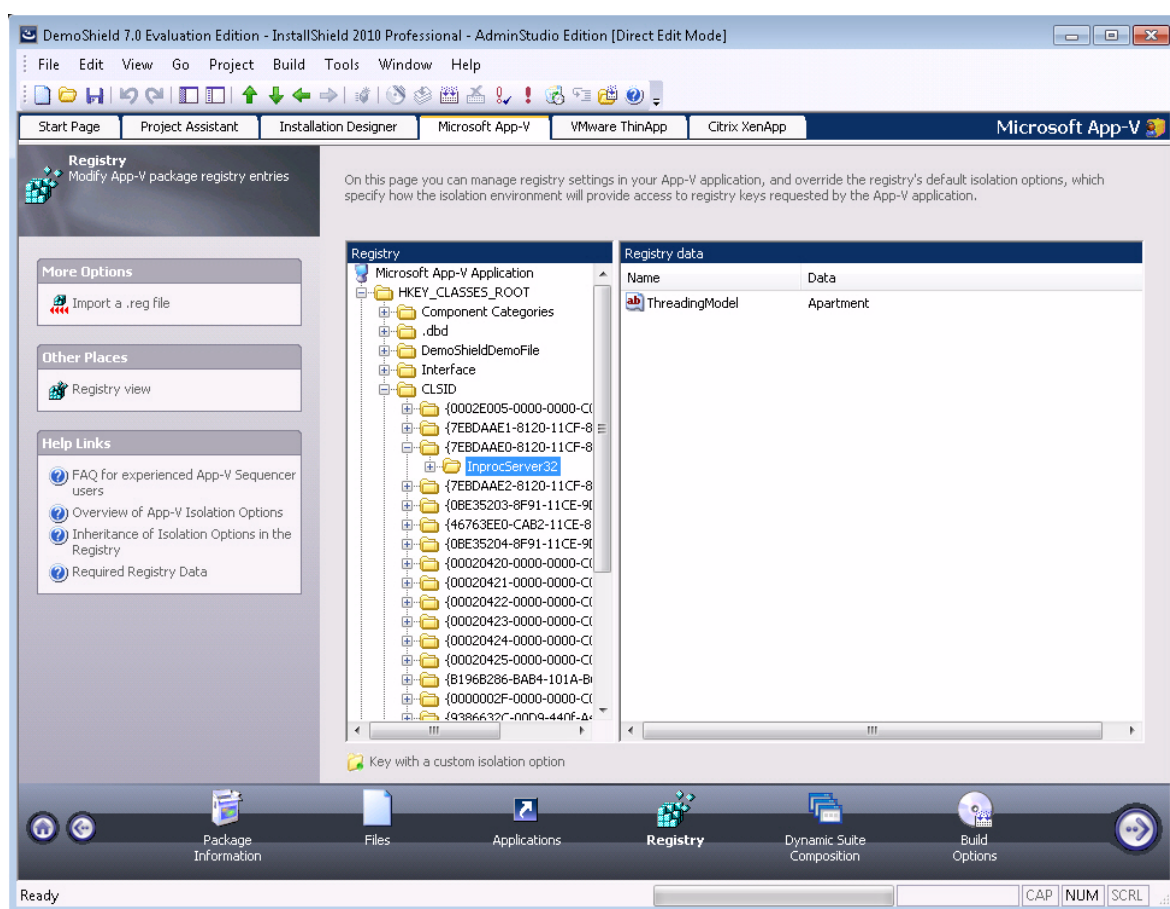 DemoShield 7.0 Evaluation Edition - InstallShield 2010 Professional - AdminStudio Edition [Direct Edit Mode]
File Edit View Go Project Build Tools Window Help
Start Page Project Assistant Installation Designer Microsoft App-V VMware ThinApp Citrix XenApp Microsoft App-V
Registry
Modify App-V package registry entries
On this page you can manage registry settings in your App-V application, and override the registry's default isolation options, which
specify how the isolation environment will provide access to registry keys requested by the App-V application.
More Options
Import a .reg file
Other Places
Registry view
Help Links
FAQ for experienced App-V Sequencer
users
Overview of App-V Isolation Options
Inheritance of Isolation Options in the
Registry
Required Registry Data
Registry
Microsoft App-V Application
HKEY_CLASSES_ROOT
Component Categories
.dbd
DemoShieldDemoFile
Interface
CLSID
{0002E005-0000-0000-C(
{7EBDAAE1-8120-11CF-8
{7EBDAAE0-8120-11CF-8
InprocServer32
{7EBDAAE2-8120-11CF-8
{0BE35203-8F91-11CE-9
{46763EE0-CAB2-11CE-8
{0BE35204-8F91-11CE-9
{00020420-0000-0000-C(
{00020421-0000-0000-C(
{00020422-0000-0000-C(
{00020423-0000-0000-C(
{00020424-0000-0000-C(
{00020425-0000-0000-C(
{B196B286-BAB4-101A-B
{0000002F-0000-0000-C(
{9386632C-00D9-440F-A
Registry data
Name Data
ThreadingModel Apartment
Key with a custom isolation option
Package
Information
Files
Applications
Registry
Dynamic Suite
Composition
Build
Options
Ready
CAP NUM SCRL